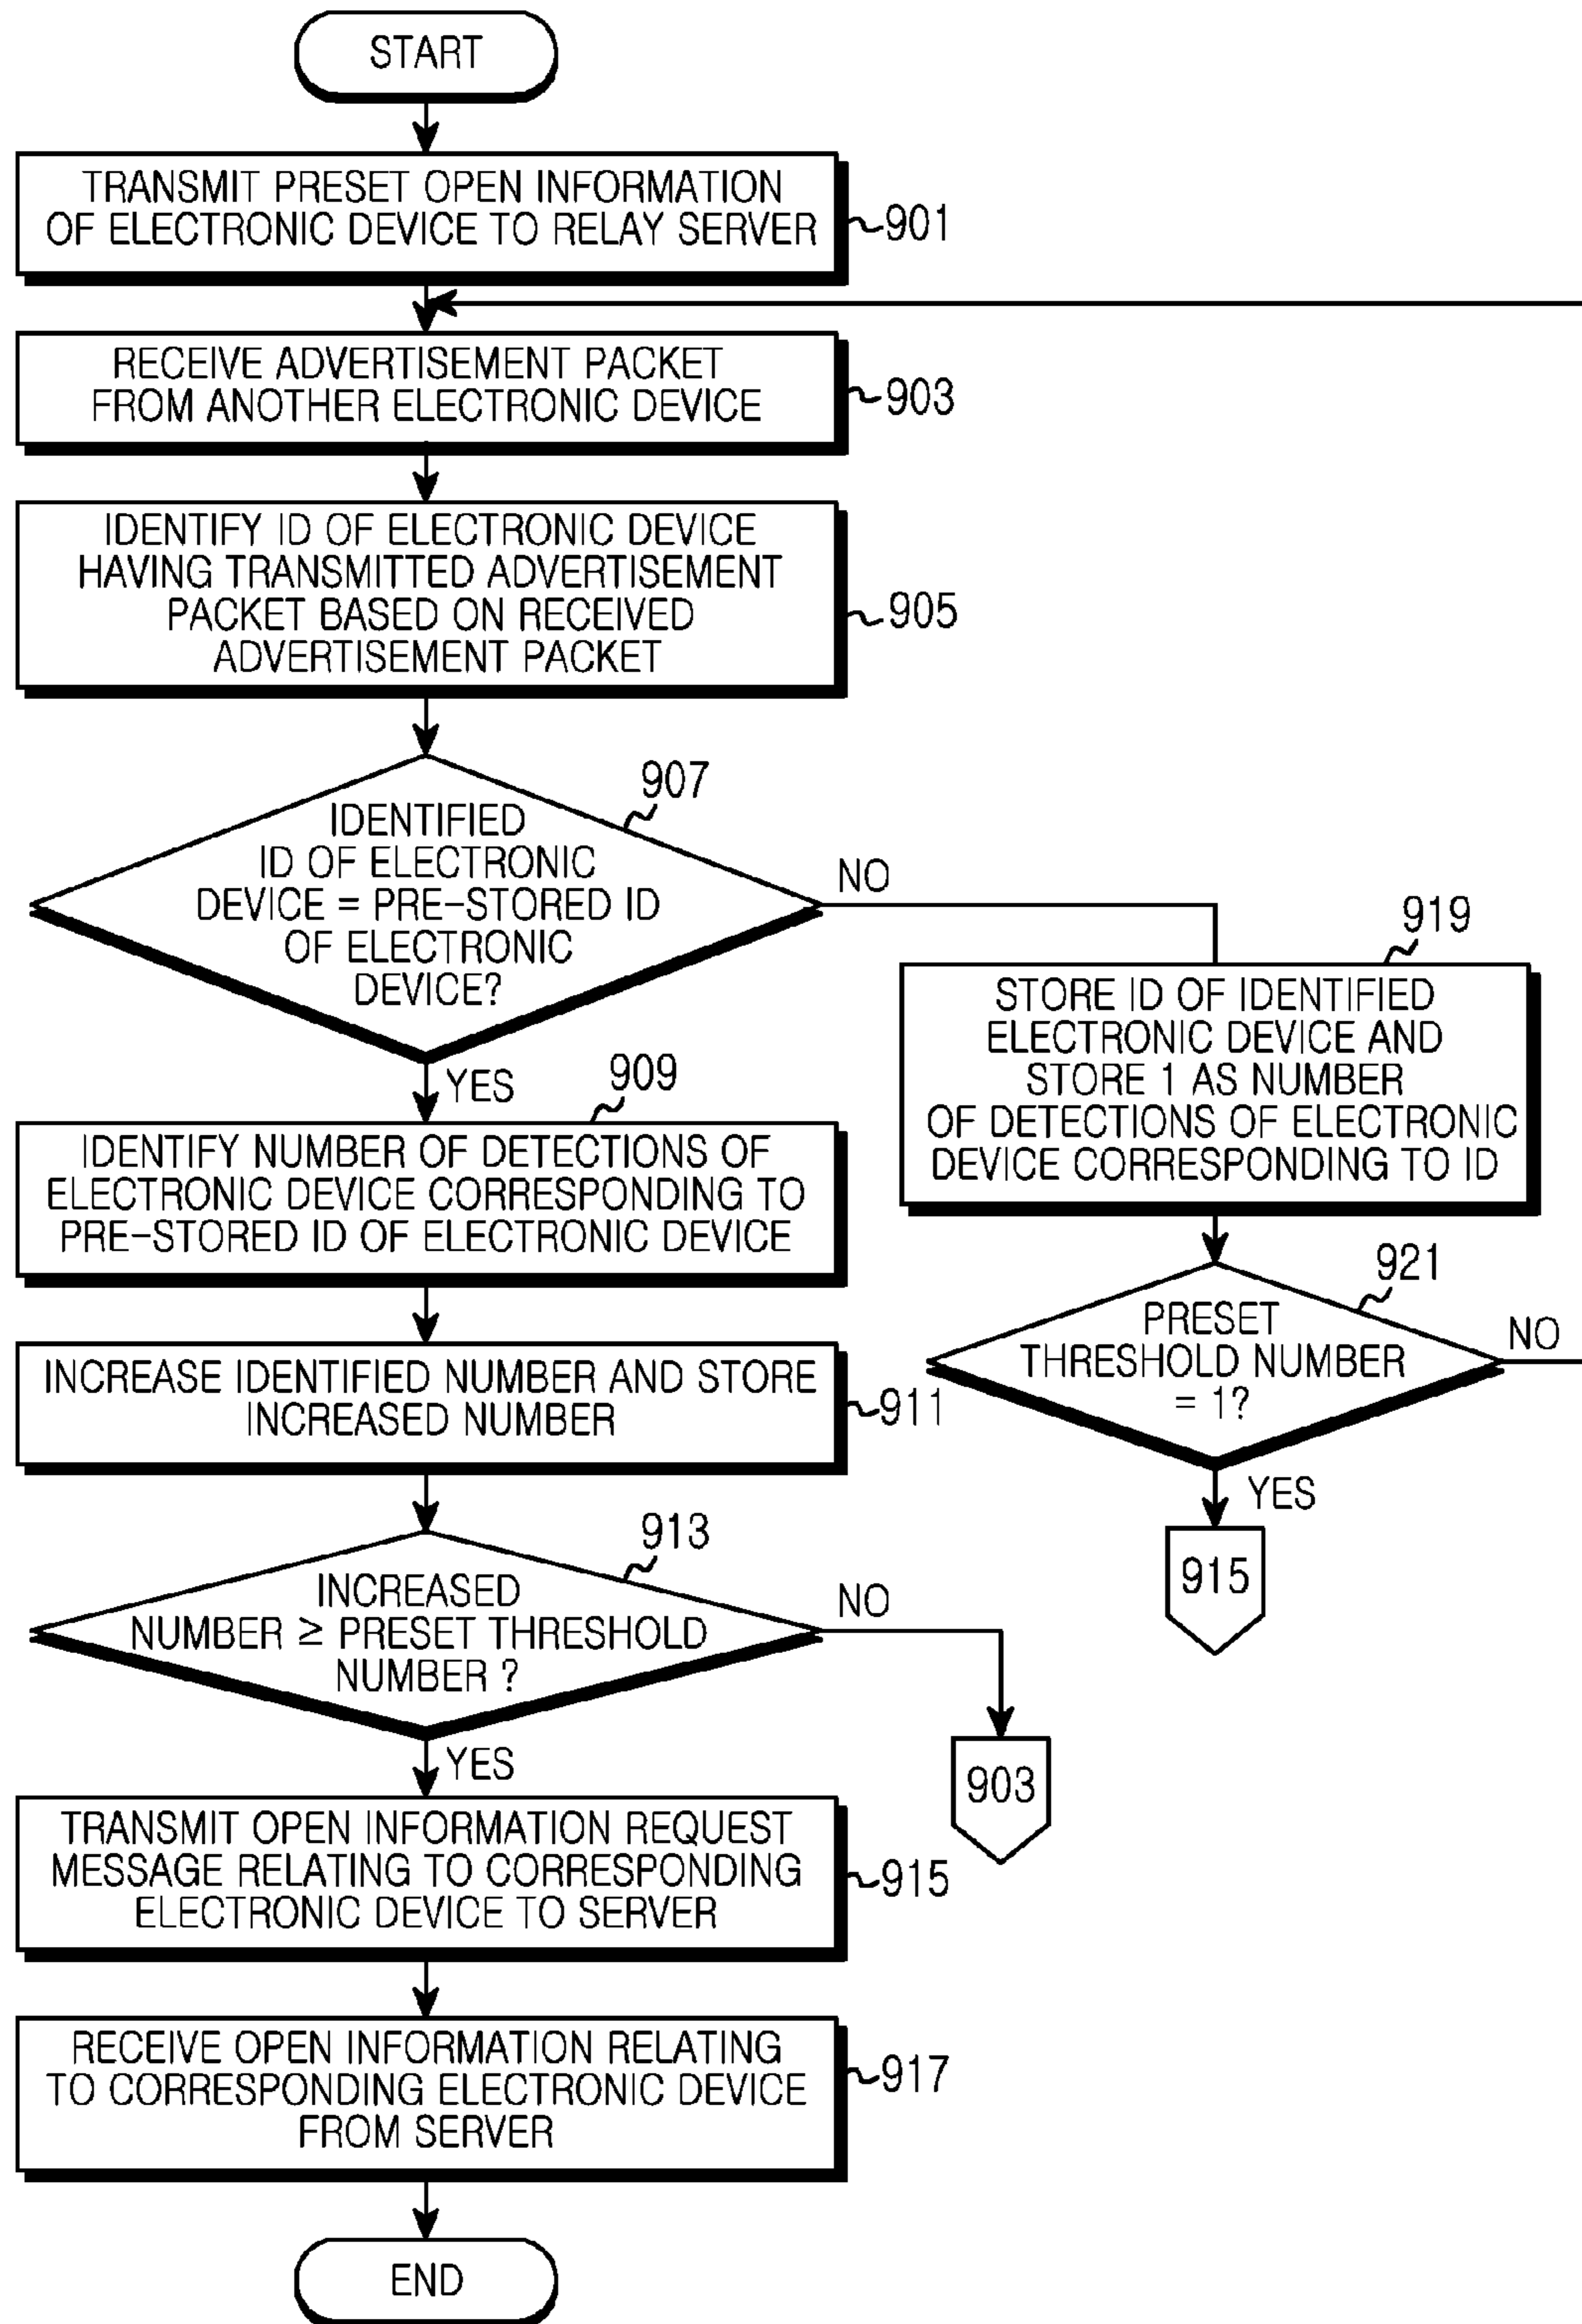 START
TRANSMIT PRESET OPEN INFORMATION
OF ELECTRONIC DEVICE TO RELAY SERVER
901
RECEIVE ADVERTISEMENT PACKET
FROM ANOTHER ELECTRONIC DEVICE
903
IDENTIFY ID OF ELECTRONIC DEVICE
HAVING TRANSMITTED ADVERTISEMENT
PACKET BASED ON RECEIVED
ADVERTISEMENT PACKET
905
907
IDENTIFIED
ID OF ELECTRONIC
DEVICE = PRE-STORED ID
OF ELECTRONIC
DEVICE?
NO
YES
909
IDENTIFY NUMBER OF DETECTIONS OF
ELECTRONIC DEVICE CORRESPONDING TO
PRE-STORED ID OF ELECTRONIC DEVICE
919
STORE ID OF IDENTIFIED
ELECTRONIC DEVICE AND
STORE 1 AS NUMBER
OF DETECTIONS OF ELECTRONIC
DEVICE CORRESPONDING TO ID
921
PRESET
THRESHOLD NUMBER
= 1?
NO
YES
915
INCREASE IDENTIFIED NUMBER AND STORE
INCREASED NUMBER
911
913
INCREASED
NUMBER ≥ PRESET THRESHOLD
NUMBER ?
NO
903
YES
TRANSMIT OPEN INFORMATION REQUEST
MESSAGE RELATING TO CORRESPONDING
ELECTRONIC DEVICE TO SERVER
915
RECEIVE OPEN INFORMATION RELATING
TO CORRESPONDING ELECTRONIC DEVICE
FROM SERVER
917
END